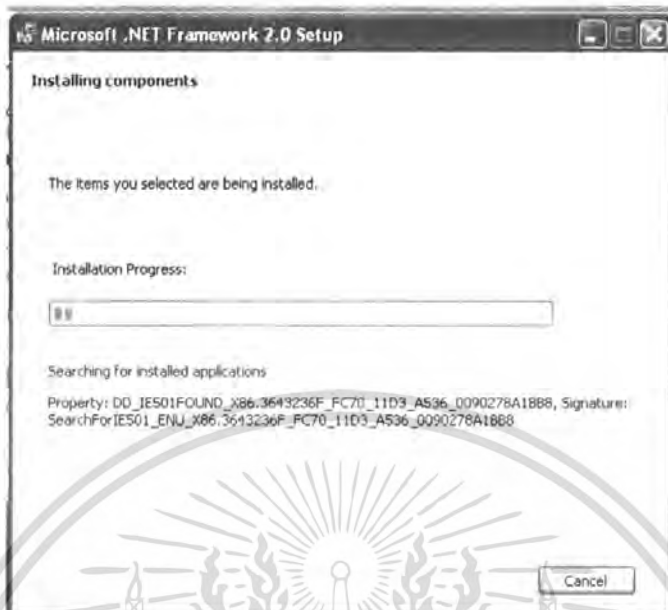 Microsoft .NET Framework 2.0 Setup
Installing components
The items you selected are being installed.
Installation Progress:
Searching for installed applications
Property: DD_IE501FOUND_X86.3643236F_FC70_11D3_A536_0090278A1BB8, Signature:
SearchForIE501_ENU_X86.3643236F_FC70_11D3_A536_0090278A1BB8
Cancel